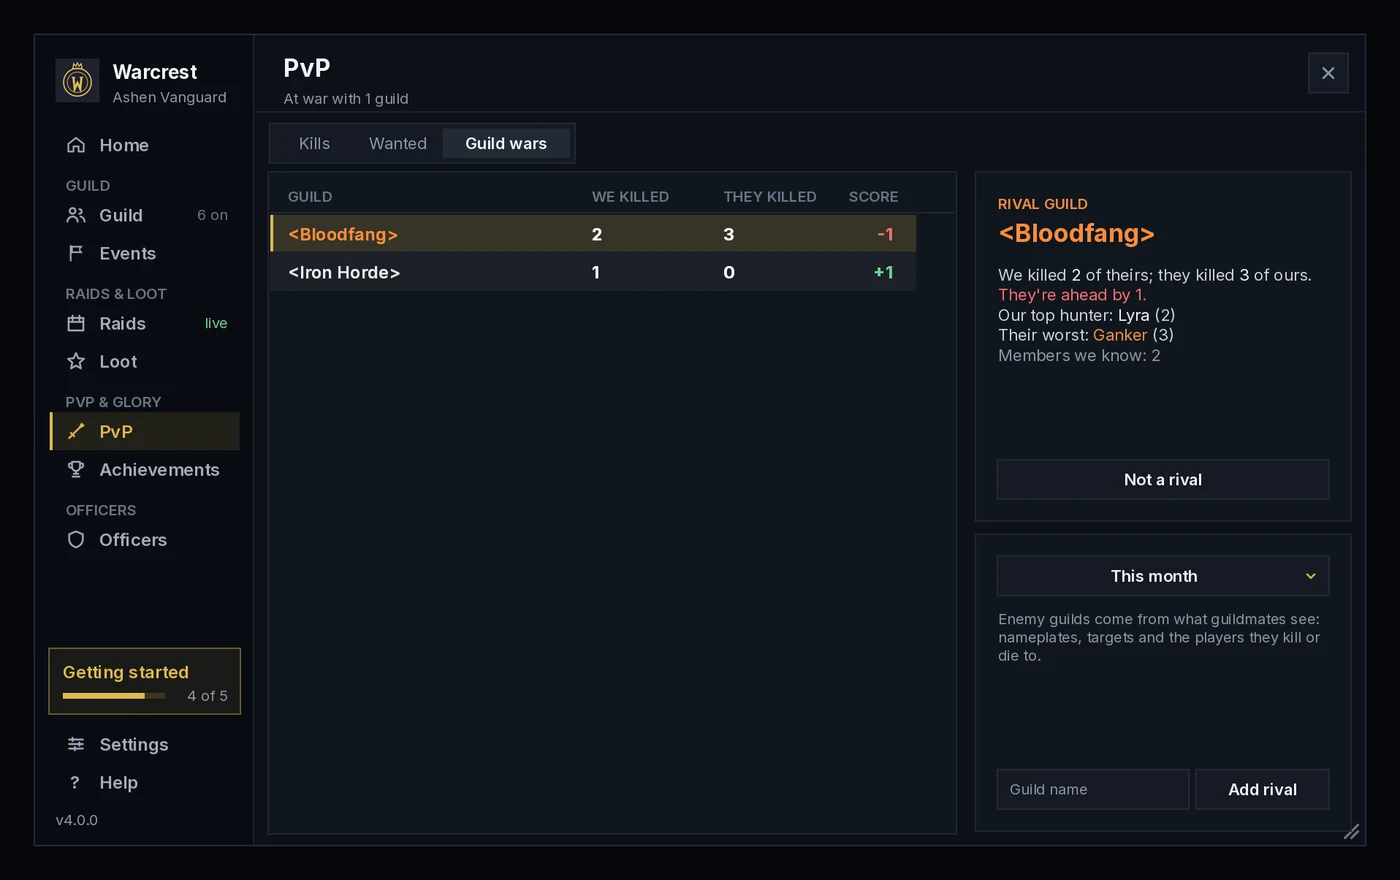 Warcrest
Ashen Vanguard
Home
GUILD
Guild 6 on
Events
RAIDS & LOOT
Raids live
Loot
PVP & GLORY
PvP
Achievements
OFFICERS
Officers
Getting started
4 of 5
Settings
? Help
v4.0.0
PvP
At war with 1 guild
Kills Wanted Guild wars
GUILD WE KILLED THEY KILLED SCORE
<Bloodfang> 2 3 -1
<Iron Horde> 1 0 +1
RIVAL GUILD
<Bloodfang>
We killed 2 of theirs; they killed 3 of ours.
They're ahead by 1.
Our top hunter: Lyra (2)
Their worst: Ganker (3)
Members we know: 2
Not a rival
This month
Enemy guilds come from what guildmates see:
nameplates, targets and the players they kill or
die to.
Guild name Add rival